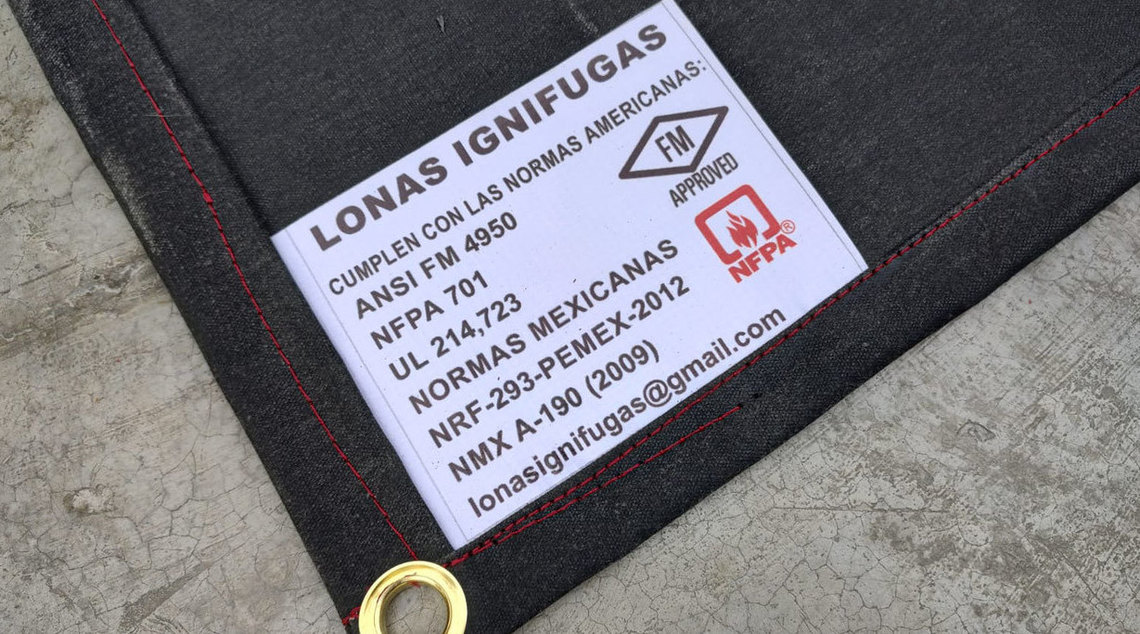 LONAS IGNIFUGAS
CUMPLEN CON LAS NORMAS AMERICANAS:
ANSI FM 4950
NFPA 701
UL 214,723
NORMAS MEXICANAS
NRF-293-PEMEX-2012
NMX A-190 (2009)
lonasignifugas@gmail.com
FM
APPROVED
NFPA®